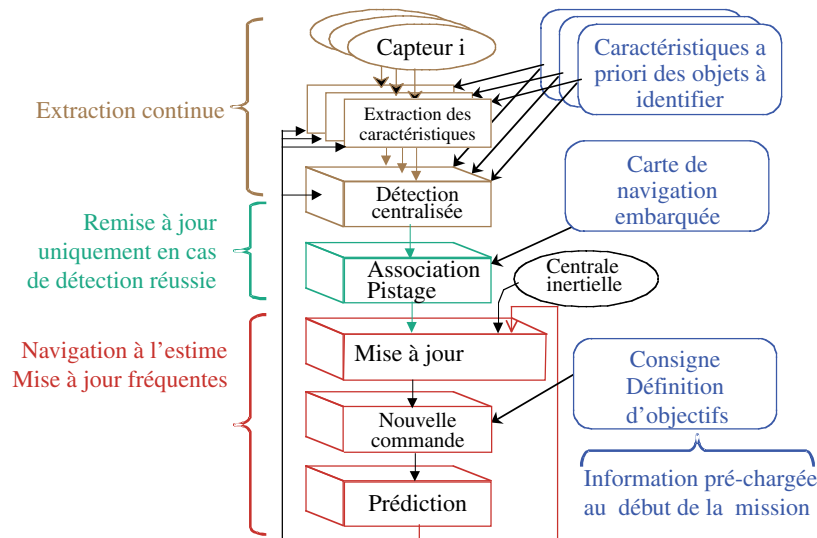 Capteur i
Caractéristiques a
priori des objets à
identifier
Extraction continue
Extraction des
caractéristiques
Carte de
navigation
embarquée
Détection
centralisée
Remise à jour
uniquement en cas
de détection réussie
Association
Pistage
Centrale
inertielle
Navigation à l'estime
Mise à jour fréquentes
Mise à jour
Consigne
Définition
d'objectifs
Nouvelle
commande
Information pré-chargée
au début de la mission
Prédiction